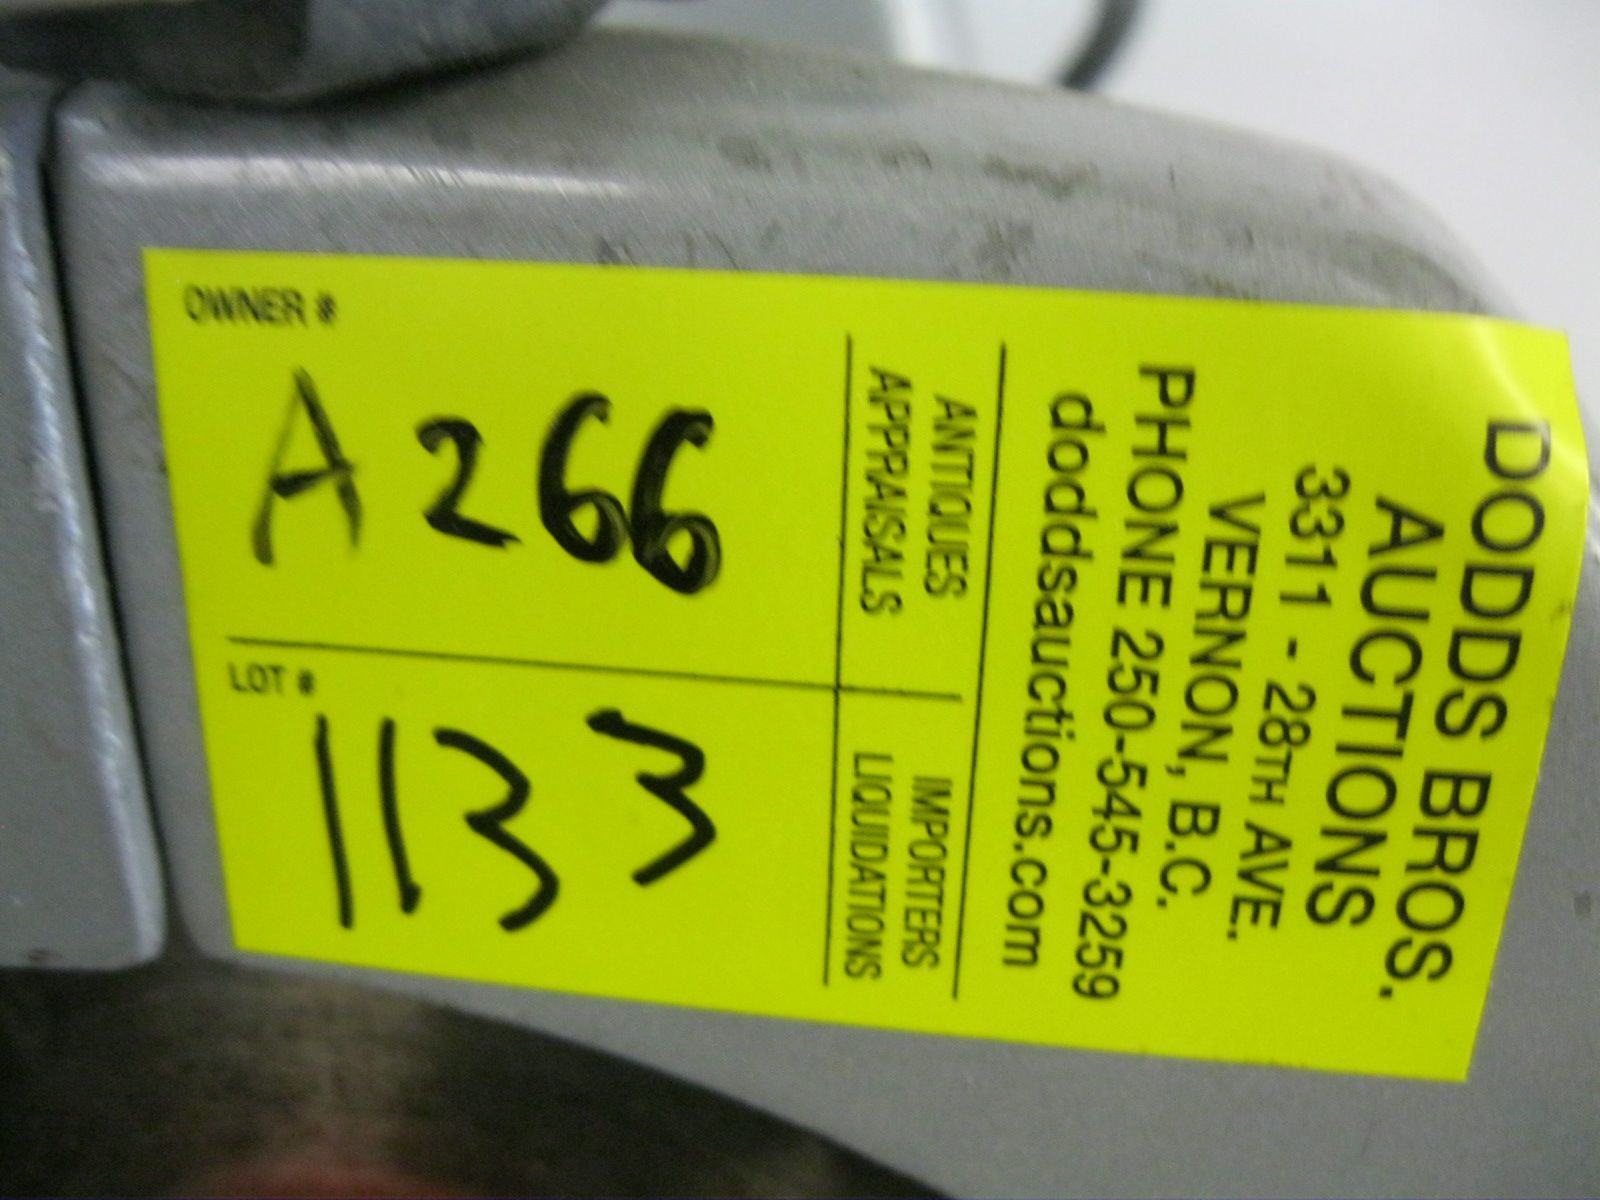 DODDS BROS.
AUCTIONS
3311 - 28TH AVE.
VERNON, B.C.
PHONE 250-545-3259
doddsauctions.com
ANTIQUES
APPRAISALS
IMPORTERS
LIQUIDATIONS
OWNER #
A266
LOT #
1133